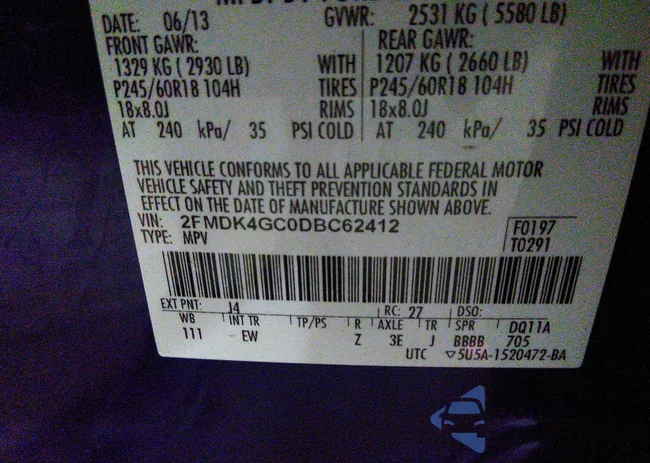 DATE: 06/13 GVWR: 2531 KG ( 5580 LB)
FRONT GAWR: REAR GAWR:
1329 KG ( 2930 LB) WITH 1207 KG ( 2660 LB) WITH
P245/60R18 104H TIRES P245/60R18 104H TIRES
18x8.0J RIMS 18x8.0J RIMS
AT 240 kPa/ 35 PSI COLD AT 240 kPa/ 35 PSI COLD
THIS VEHICLE CONFORMS TO ALL APPLICABLE FEDERAL MOTOR
VEHICLE SAFETY AND THEFT PREVENTION STANDARDS IN
EFFECT ON THE DATE OF MANUFACTURE SHOWN ABOVE.
VIN: 2FMDK4GC0DBC62412 F0197
TYPE: MPV T0291
EXT PNT: J4 RC: 27 DSO:
WB INT TR TP/PS R AXLE TR SPR DQ11A
111 EW Z 3E J BBBB 705
UTC ▽5U5A-1520472-BA